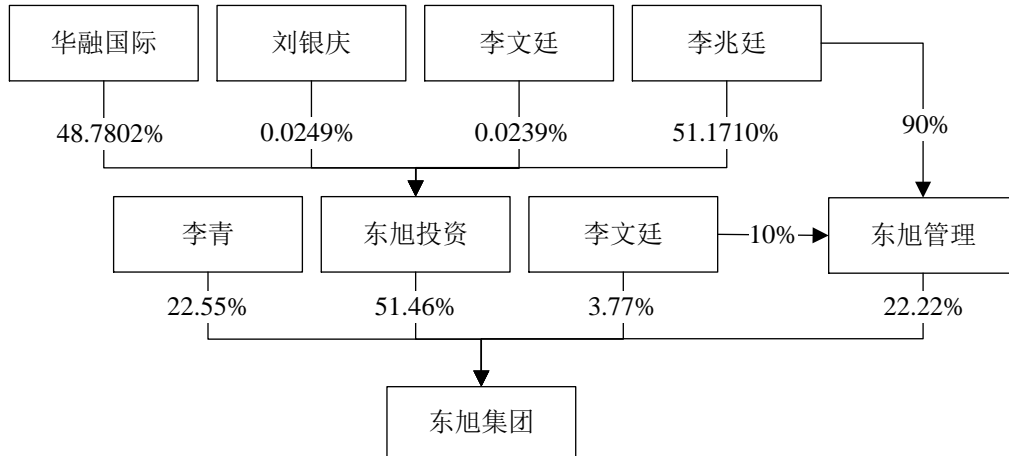 华融国际
刘银庆
李文廷
李兆廷
48.7802%
0.0249%
0.0239%
51.1710%
90%
李青
东旭投资
李文廷
10%
东旭管理
22.55%
51.46%
3.77%
22.22%
东旭集团